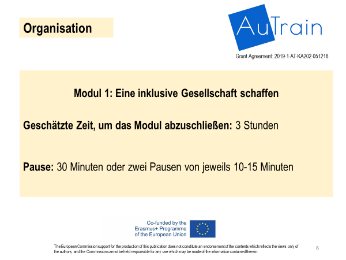 Organisation
AuTrain
Grant Agreement: 2019-1-AT-KA202-051218
Modul 1: Eine inklusive Gesellschaft schaffen
Geschätzte Zeit, um das Modul abzuschließen: 3 Stunden
Pause: 30 Minuten oder zwei Pausen von jeweils 10-15 Minuten
Co-funded by the
Erasmus+ Programme
of the European Union
The European Commission support for the production of this publication does not constitute an endorsement of the contents which reflects the views only of
the authors, and the Commission cannot be held responsible for any use which may be made of the information contained therein.
6